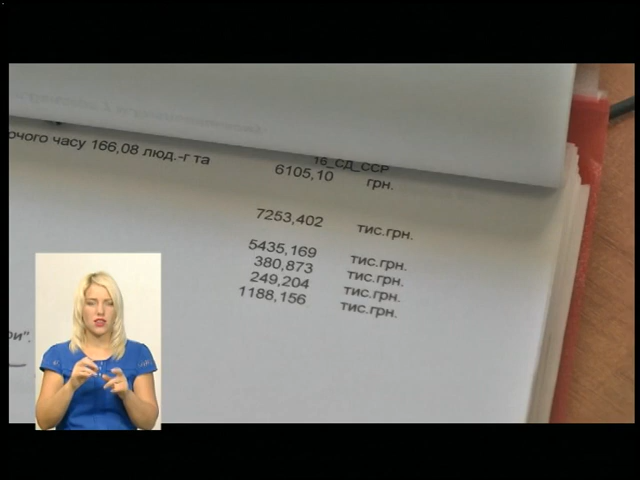 16_СД_ССР
очого часу 166,08 люд.-г та 6105,10 грн.
7253,402 тис.грн.
5435,169 тис.грн.
380,873 тис.грн.
249,204 тис.грн.
1188,156 тис.грн.
ри".